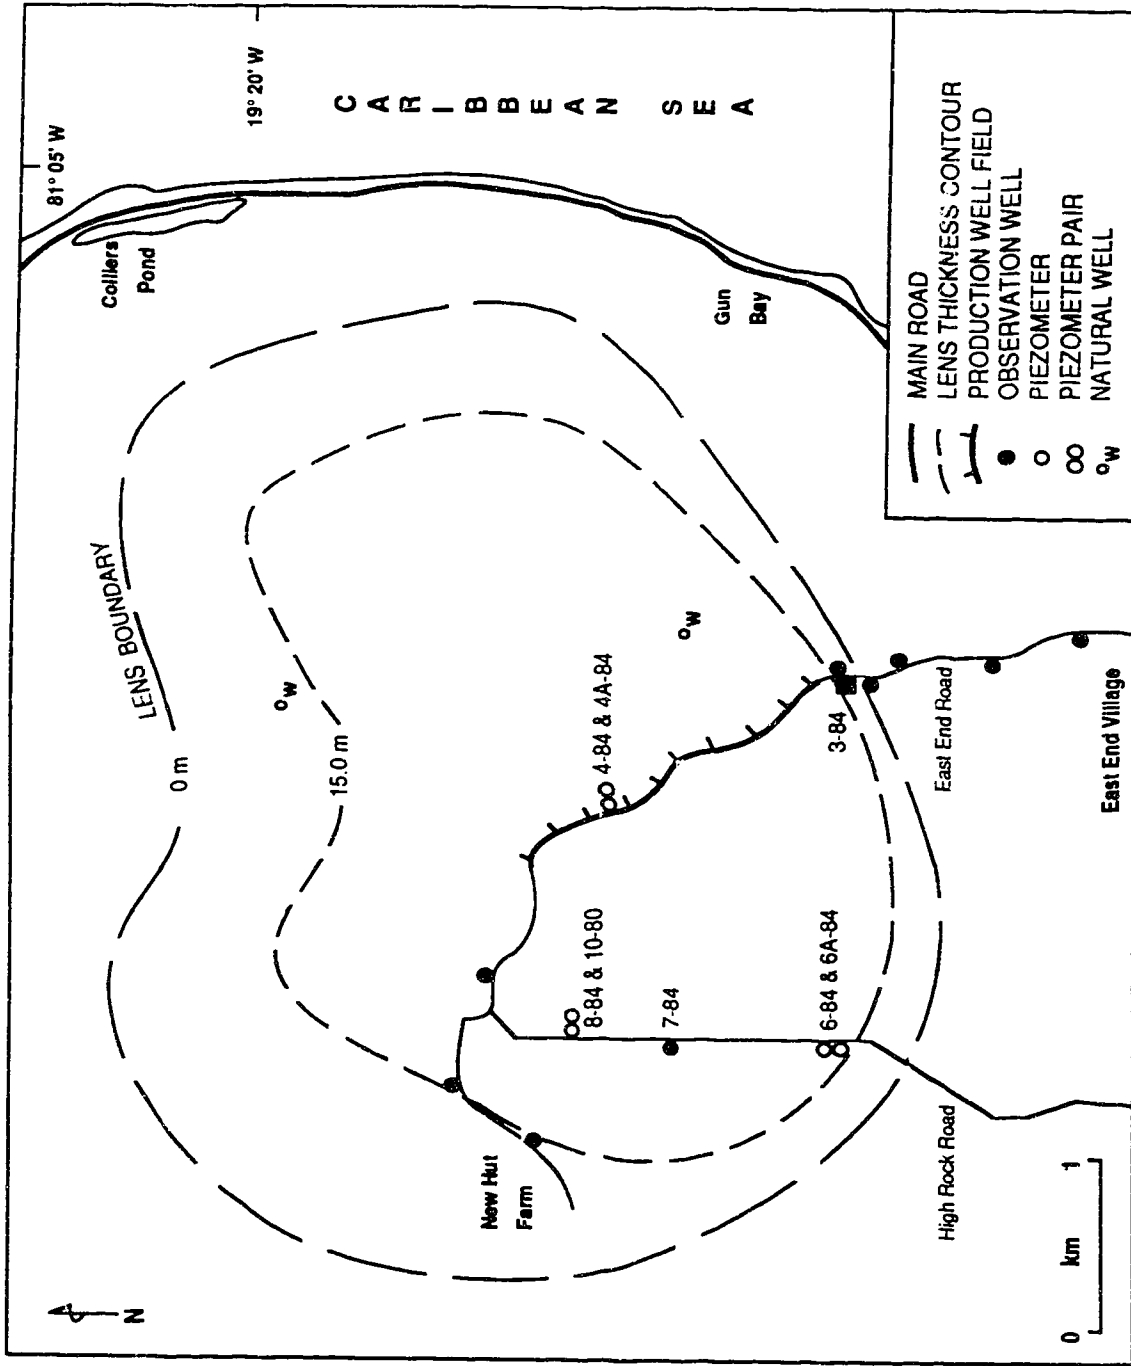 81° 05' W
19° 20' W
CARIBBEAN SEA
Colliers
Pond
Gun
Bay
LENS BOUNDARY
0 m
15.0 m
W
W
4-84 & 4A-84
8-84 & 10-80
7-84
6-84 & 6A-84
3-84
New Hut
Farm
East End Road
East End Village
High Rock Road
N
0 km 1
MAIN ROAD
LENS THICKNESS CONTOUR
PRODUCTION WELL FIELD
OBSERVATION WELL
PIEZOMETER
PIEZOMETER PAIR
W NATURAL WELL